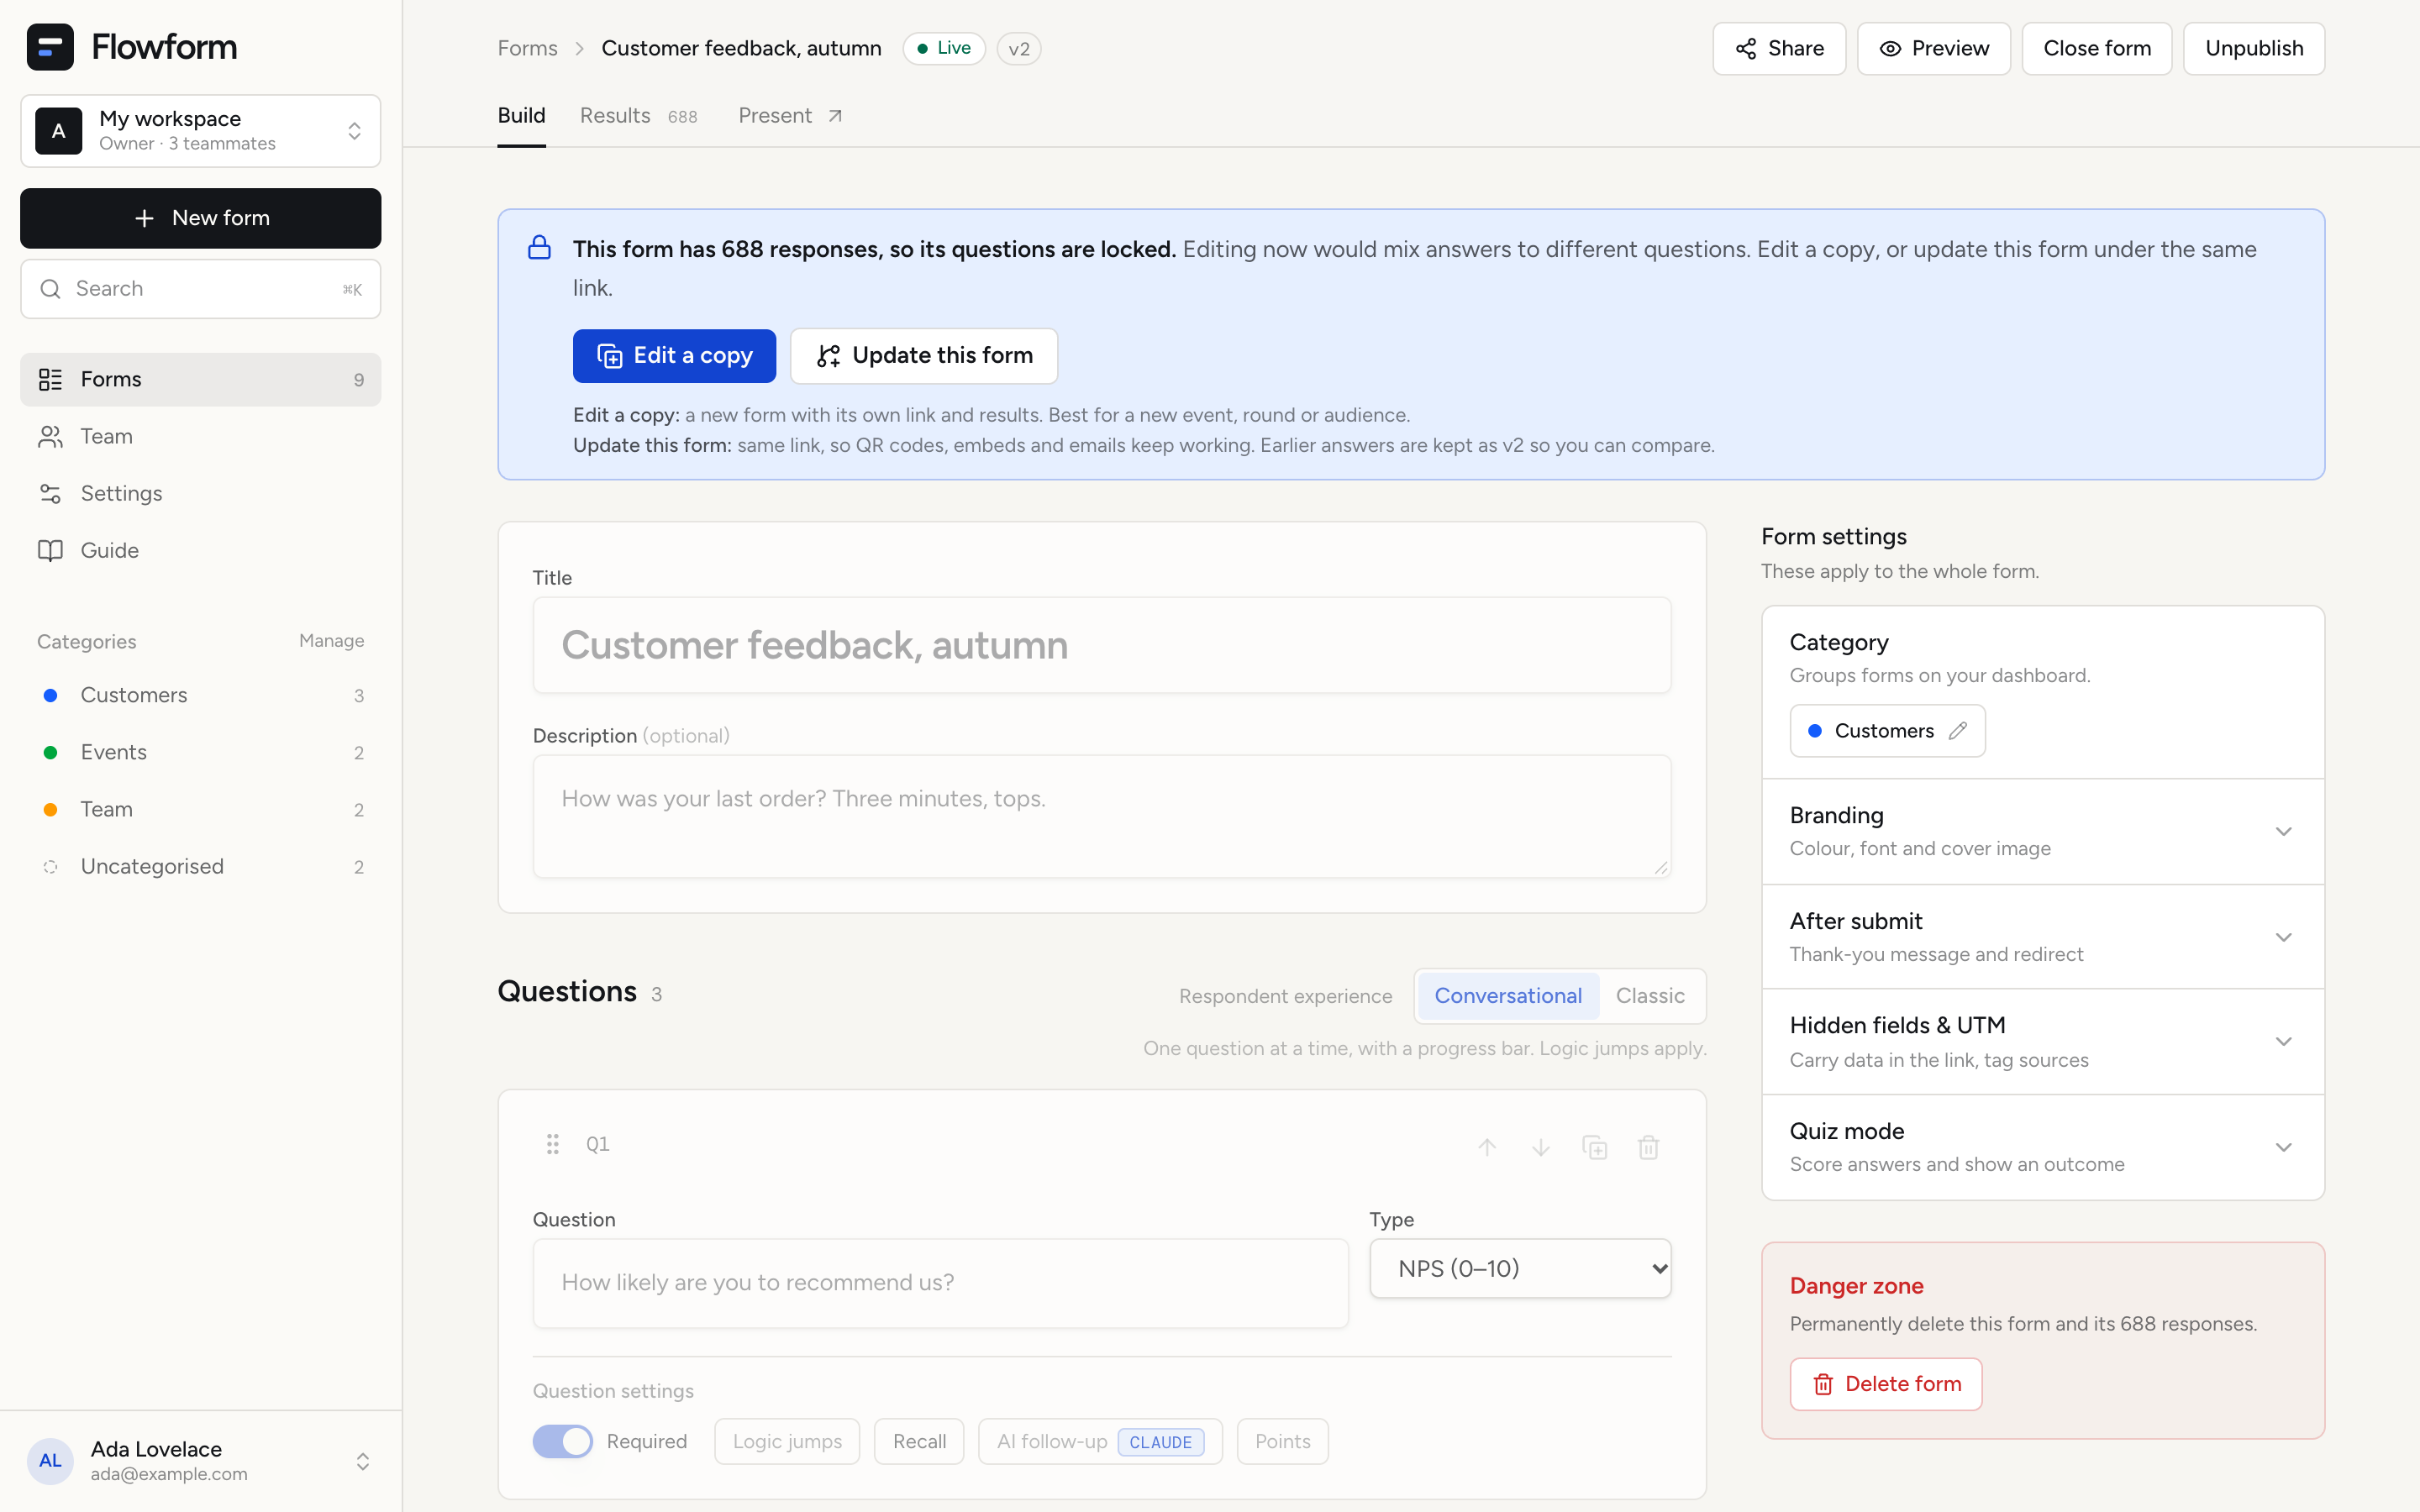 Flowform
A
My workspace
Owner · 3 teammates
New form
Search ⌘K
Forms 9
Team
Settings
Guide
Categories Manage
Customers 3
Events 2
Team 2
Uncategorised 2
AL
Ada Lovelace
ada@example.com
Forms Customer feedback, autumn Live v2
Share Preview Close form Unpublish
Build Results 688 Present
This form has 688 responses, so its questions are locked. Editing now would mix answers to different questions. Edit a copy, or update this form under the same
link.
Edit a copy Update this form
Edit a copy: a new form with its own link and results. Best for a new event, round or audience.
Update this form: same link, so QR codes, embeds and emails keep working. Earlier answers are kept as v2 so you can compare.
Title
Customer feedback, autumn
Description (optional)
How was your last order? Three minutes, tops.
Questions 3
Respondent experience Conversational Classic
One question at a time, with a progress bar. Logic jumps apply.
Q1
Question Type
How likely are you to recommend us? NPS (0–10)
Question settings
Required Logic jumps Recall AI follow-up CLAUDE Points
Form settings
These apply to the whole form.
Category
Groups forms on your dashboard.
Customers
Branding
Colour, font and cover image
After submit
Thank-you message and redirect
Hidden fields & UTM
Carry data in the link, tag sources
Quiz mode
Score answers and show an outcome
Danger zone
Permanently delete this form and its 688 responses.
Delete form